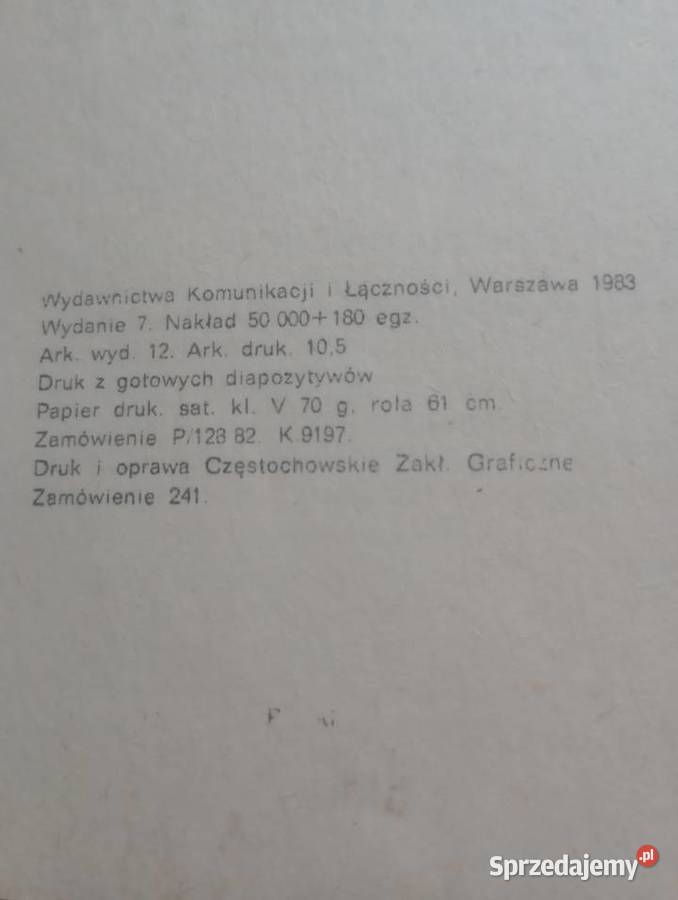 Wydawnictwa Komunikacji i Łączności, Warszawa 1983
Wydanie 7. Nakład 50 000+180 egz.
Ark. wyd. 12. Ark. druk. 10,5
Druk z gotowych diapozytywów
Papier druk. sat. kl. V 70 g, rola 61 cm.
Zamówienie P/128 82. K 9197.
Druk i oprawa Częstochowskie Zakł. Graficzne
Zamówienie 241.
Sprzedajemy.pl